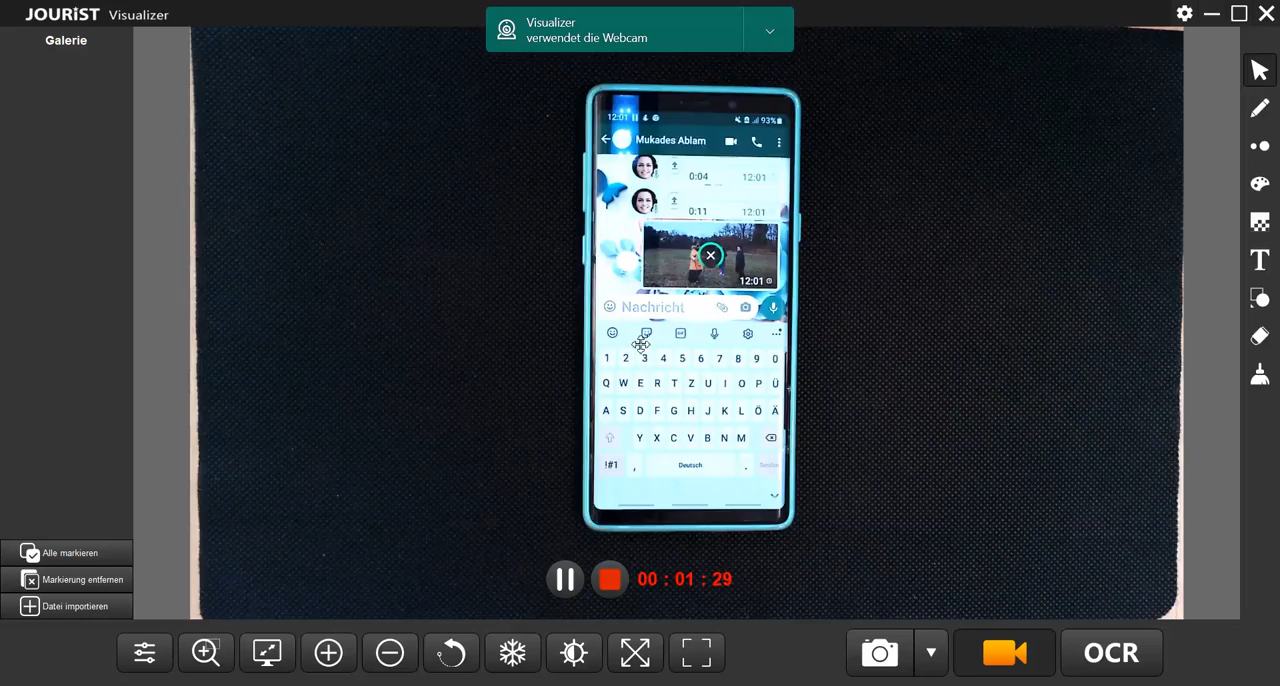 JOURiST Visualizer
Galerie
Visualizer
verwendet die Webcam
12:01 93%
Mukades Ablam
0:04 12:01
0:11 12:01
12:01
Nachricht
GIF
1 2 3 4 5 6 7 8 9 0
Q W E R T Z U I O P Ü
A S D F G H J K L Ö Ä
Y X C V B N M
!#1 , Deutsch . Senden
00 : 01 : 29
Alle markieren
Markierung entfernen
Datei importieren
T
OCR